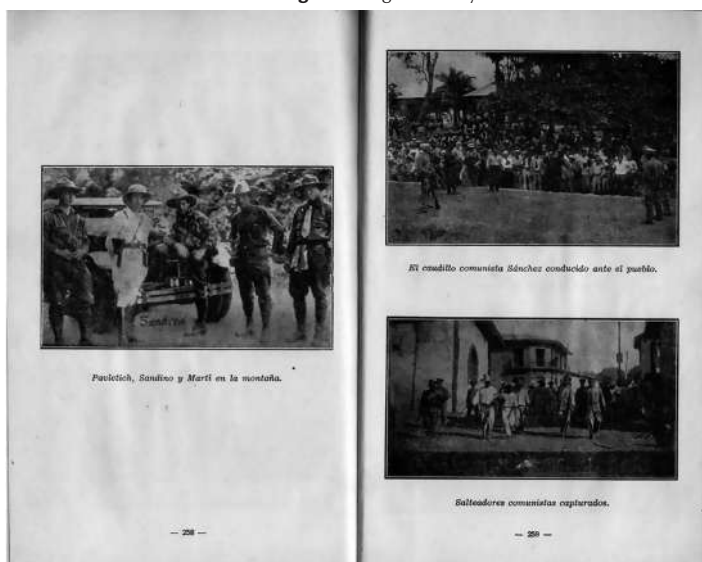 Sandino
Pavletich, Sandino y Martí en la montaña.
— 258 —
El caudillo comunista Sánchez conducido ante el pueblo.
Salteadores comunistas capturados.
— 259 —